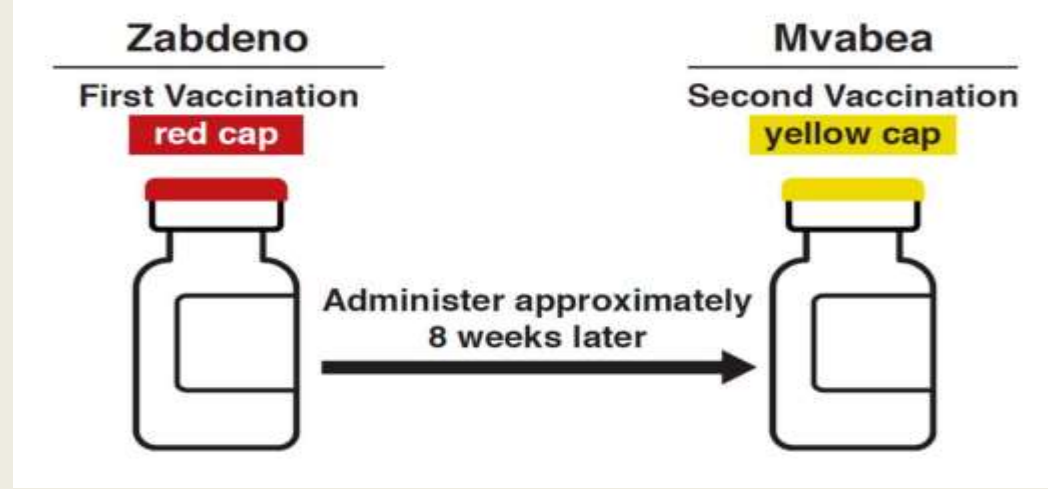 Zabdeno
First Vaccination
red cap
Mvabea
Second Vaccination
yellow cap
Administer approximately
8 weeks later